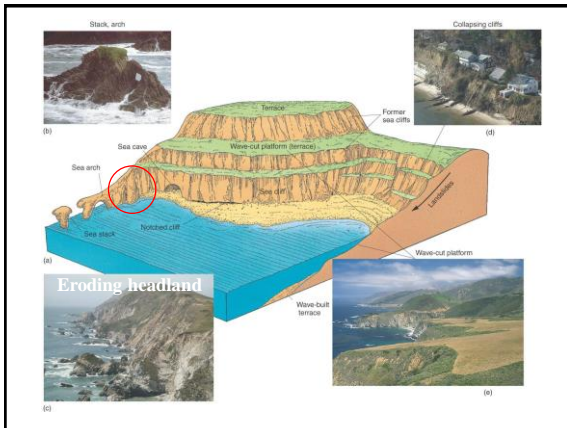 Stack, arch
(b)
Collapsing cliffs
(d)
Terrace
Former
sea cliffs
Wave-cut platform (terrace)
Sea cave
Sea arch
Sea cliff
Landslides
Notched cliff
Sea stack
(a)
Wave-cut platform
Eroding headland
Wave-built
terrace
(c)
(e)